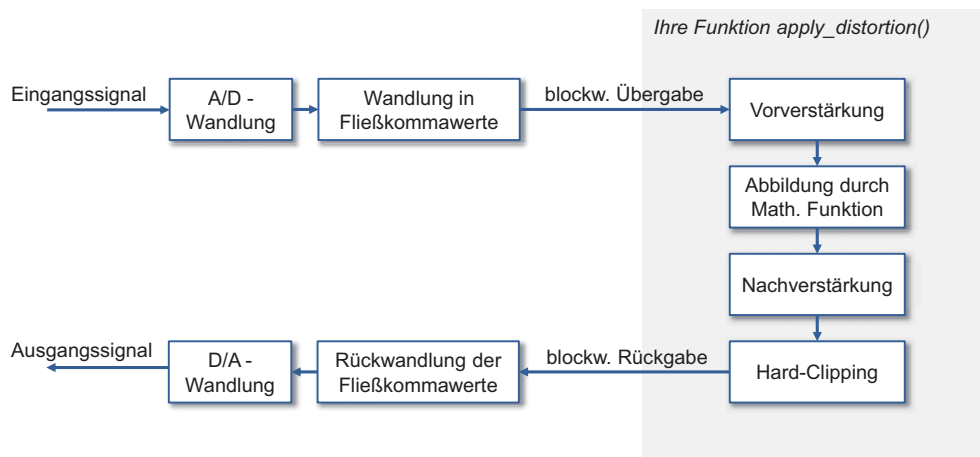 Ihre Funktion apply_distortion()
Eingangssignal
A/D -
Wandlung
Wandlung in
Fließkommawerte
blockw. Übergabe
Vorverstärkung
Abbildung durch
Math. Funktion
Nachverstärkung
Hard-Clipping
blockw. Rückgabe
Rückwandlung der
Fließkommawerte
D/A -
Wandlung
Ausgangssignal